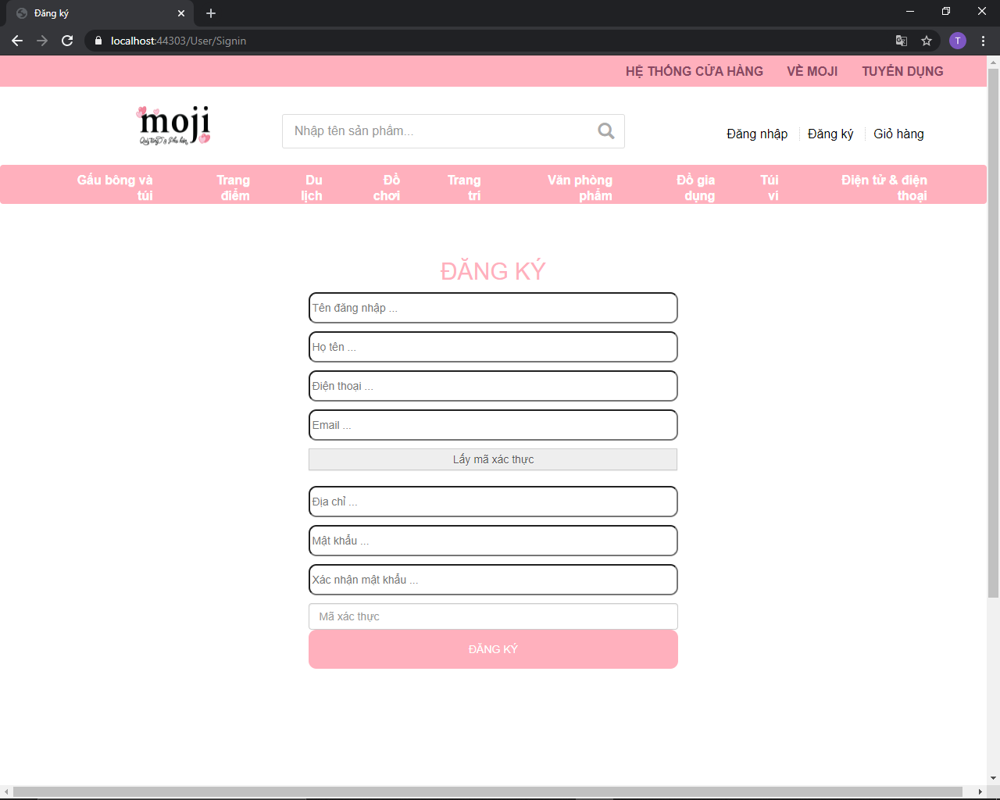 Đăng ký
localhost:44303/User/Signin
T
HỆ THỐNG CỬA HÀNG VỀ MOJI TUYỂN DỤNG
moji
Nhập tên sản phẩm...
Đăng nhập Đăng ký Giỏ hàng
Gấu bông và Trang Du Đồ Trang Văn phòng Đồ gia Túi Điện tử & điện
túi điểm lịch chơi trí phẩm dụng ví thoại
ĐĂNG KÝ
Tên đăng nhập ...
Họ tên ...
Điện thoại ...
Email ...
Lấy mã xác thực
Địa chỉ ...
Mật khẩu ...
Xác nhận mật khẩu ...
Mã xác thực
ĐĂNG KÝ